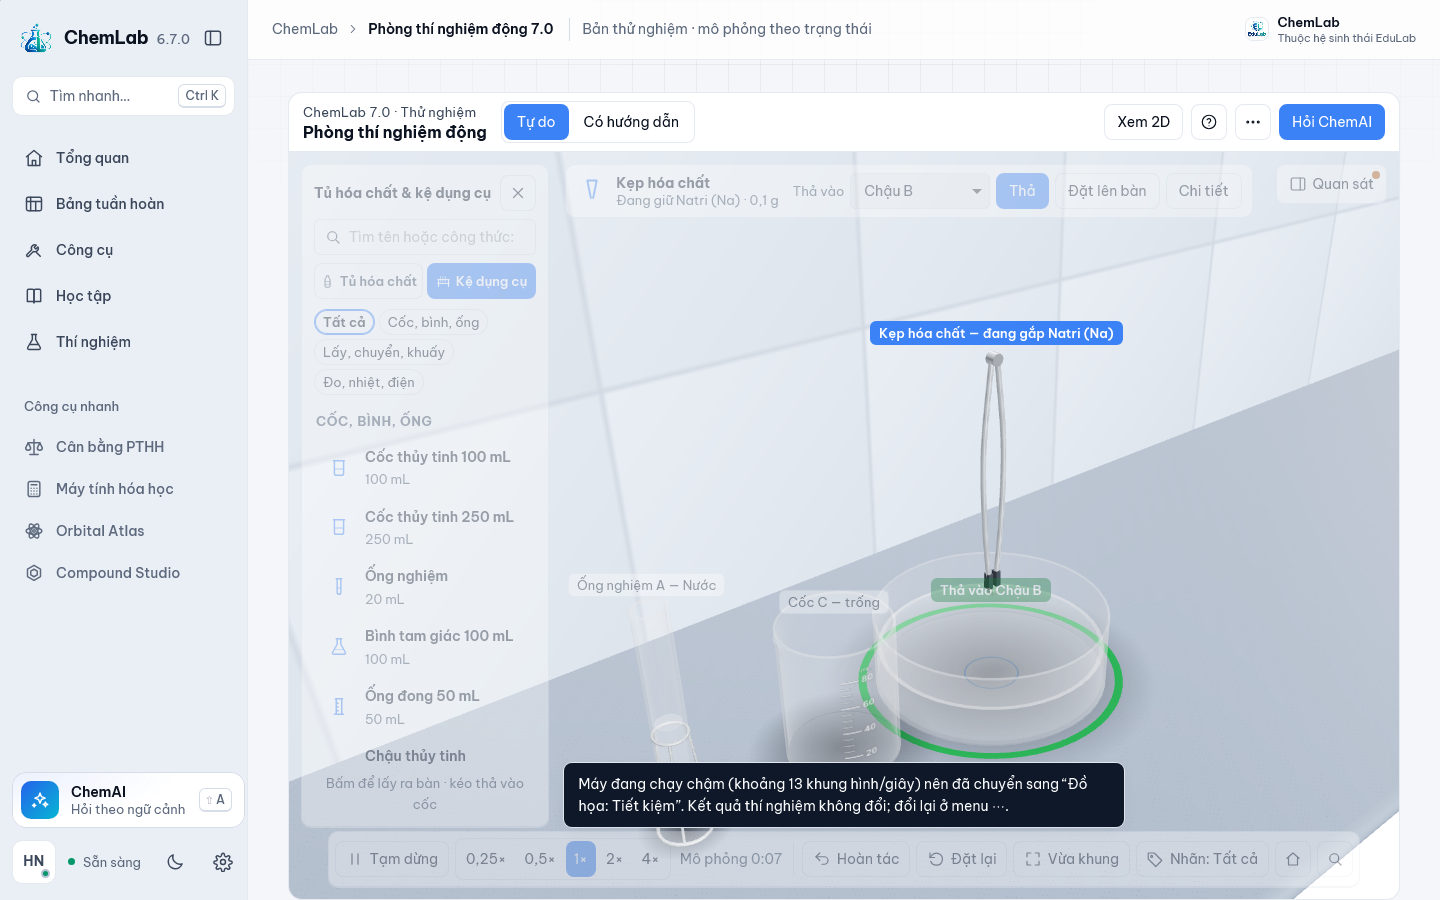 ChemLab 6.7.0
Tìm nhanh... Ctrl K
Tổng quan
Bảng tuần hoàn
Công cụ
Học tập
Thí nghiệm
Công cụ nhanh
Cân bằng PTHH
Máy tính hóa học
Orbital Atlas
Compound Studio
ChemAI
Hỏi theo ngữ cảnh
⇧ A
HN
Sẵn sàng
ChemLab › Phòng thí nghiệm động 7.0 Bản thử nghiệm · mô phỏng theo trạng thái
EduLab
ChemLab
Thuộc hệ sinh thái EduLab
ChemLab 7.0 · Thử nghiệm
Phòng thí nghiệm động
Tự do Có hướng dẫn
Xem 2D
Hỏi ChemAI
Tủ hóa chất & kệ dụng cụ
Tìm tên hoặc công thức:
Tủ hóa chất Kệ dụng cụ
Tất cả Cốc, bình, ống
Lấy, chuyển, khuấy
Đo, nhiệt, điện
CỐC, BÌNH, ỐNG
Cốc thủy tinh 100 mL
100 mL
Cốc thủy tinh 250 mL
250 mL
Ống nghiệm
20 mL
Bình tam giác 100 mL
100 mL
Ống đong 50 mL
50 mL
Chậu thủy tinh
Bấm để lấy ra bàn · kéo thả vào
cốc
Kẹp hóa chất
Đang giữ Natri (Na) · 0,1 g
Thả vào Chậu B Thả Đặt lên bàn Chi tiết
Quan sát
Kẹp hóa chất — đang gắp Natri (Na)
Thả vào Chậu B
Ống nghiệm A — Nước
Cốc C — trống
80
60
40
20
Máy đang chạy chậm (khoảng 13 khung hình/giây) nên đã chuyển sang “Đồ
họa: Tiết kiệm”. Kết quả thí nghiệm không đổi; đổi lại ở menu ⋯.
Tạm dừng 0,25× 0,5× 1× 2× 4× Mô phỏng 0:07 Hoàn tác Đặt lại Vừa khung Nhãn: Tất cả